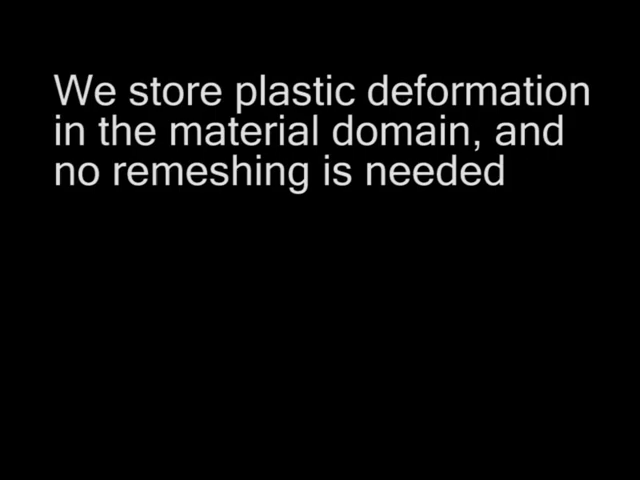 We store plastic deformation
in the material domain, and
no remeshing is needed